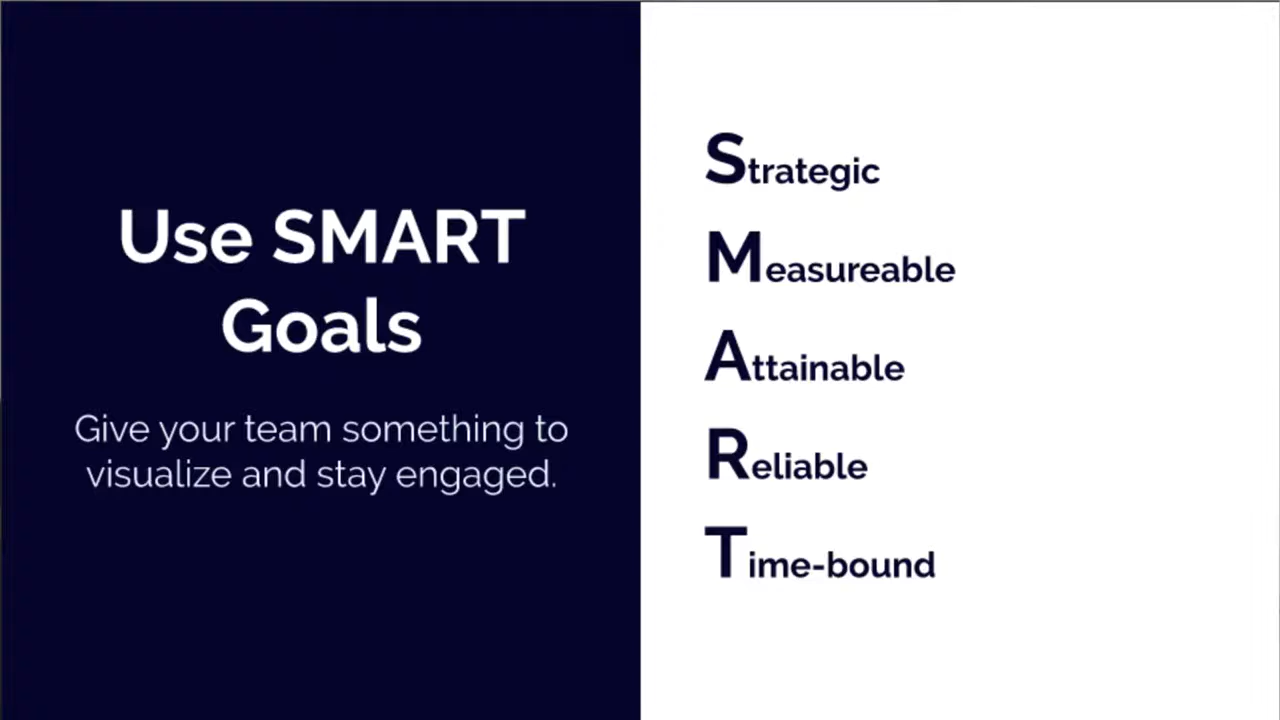 Use SMART
Goals
Give your team something to
visualize and stay engaged.
Strategic
Measureable
Attainable
Reliable
Time-bound